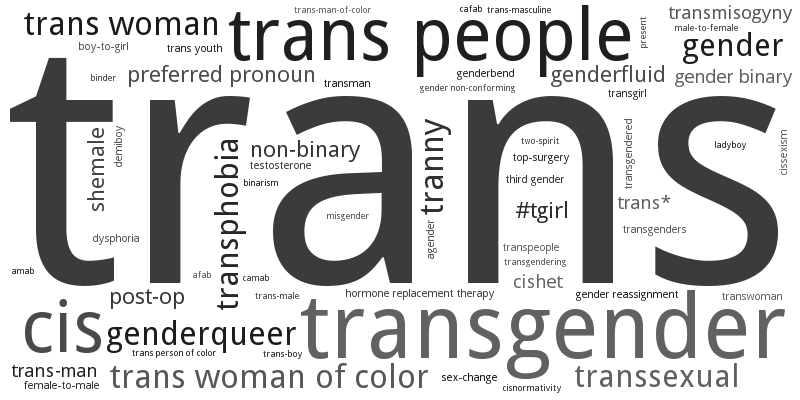 trans-man-of-color
cafab
trans-masculine
transmisogyny
trans woman
trans people
present
male-to-female
boy-to-girl
trans youth
gender
binder
preferred pronoun
transman
genderbend
genderfluid
gender binary
gender non-conforming
transgirl
trans
shemale
demiboy
transphobia
non-binary
testosterone
binarism
misgender
tranny
agender
two-spirit
top-surgery
third gender
#tgirl
transgendered
trans*
transgenders
ladyboy
cissexism
dysphoria
transpeople
transgendering
cishet
amab
afab
camab
post-op
trans-male
hormone replacement therapy
gender reassignment
transwoman
cis
genderqueer
transgender
trans person of color
trans-boy
trans-man
female-to-male
trans woman of color
sex-change
cisnormativity
transsexual